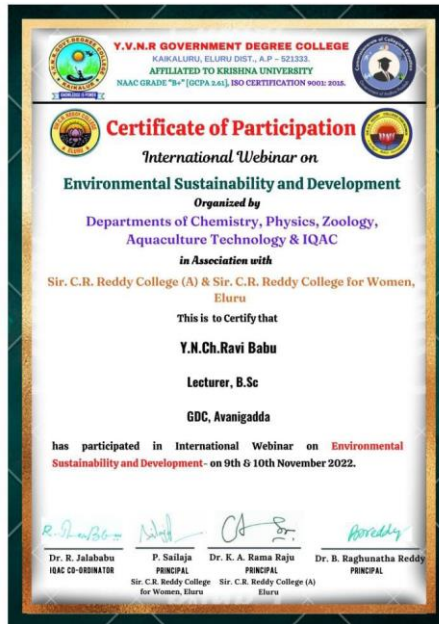 Y.V.N.R GOVERNMENT DEGREE COLLEGE
KAIKALURU, ELURU DIST., A.P - 521333.
AFFILIATED TO KRISHNA UNIVERSITY
NAAC GRADE "B+" [GCPA 2.61], ISO CERTIFICATION 9001: 2015.
Certificate of Participation
International Webinar on
Environmental Sustainability and Development
Organized by
Departments of Chemistry, Physics, Zoology,
Aquaculture Technology & IQAC
in Association with
Sir. C.R. Reddy College (A) & Sir. C.R. Reddy College for Women,
Eluru
This is to Certify that
Y.N.Ch.Ravi Babu
Lecturer, B.Sc
GDC, Avanigadda
has participated in International Webinar on Environmental
Sustainability and Development- on 9th & 10th November 2022.
Dr. R. Jalababu
IQAC CO-ORDINATOR
P. Sailaja
PRINCIPAL
Sir. C.R. Reddy College
for Women, Eluru
Dr. K. A. Rama Raju
PRINCIPAL
Sir. C.R. Reddy College (A)
Eluru
Dr. B. Raghunatha Reddy
PRINCIPAL